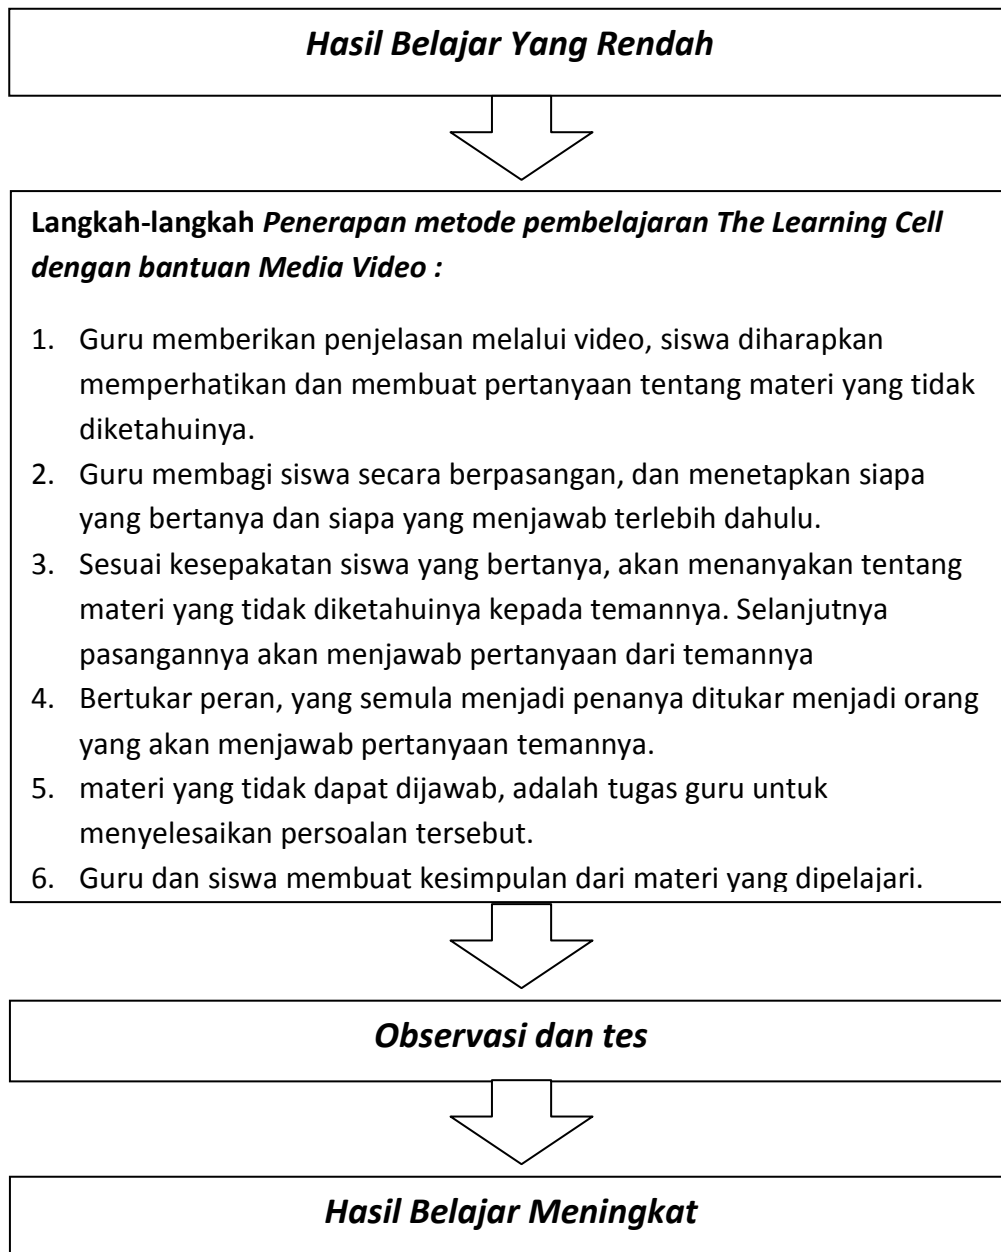 Hasil Belajar Yang Rendah
Langkah-langkah Penerapan metode pembelajaran The Learning Cell
dengan bantuan Media Video :
1. Guru memberikan penjelasan melalui video, siswa diharapkan
memperhatikan dan membuat pertanyaan tentang materi yang tidak
diketahuinya.
2. Guru membagi siswa secara berpasangan, dan menetapkan siapa
yang bertanya dan siapa yang menjawab terlebih dahulu.
3. Sesuai kesepakatan siswa yang bertanya, akan menanyakan tentang
materi yang tidak diketahuinya kepada temannya. Selanjutnya
pasangannya akan menjawab pertanyaan dari temannya
4. Bertukar peran, yang semula menjadi penanya ditukar menjadi orang
yang akan menjawab pertanyaan temannya.
5. materi yang tidak dapat dijawab, adalah tugas guru untuk
menyelesaikan persoalan tersebut.
6. Guru dan siswa membuat kesimpulan dari materi yang dipelajari.
Observasi dan tes
Hasil Belajar Meningkat